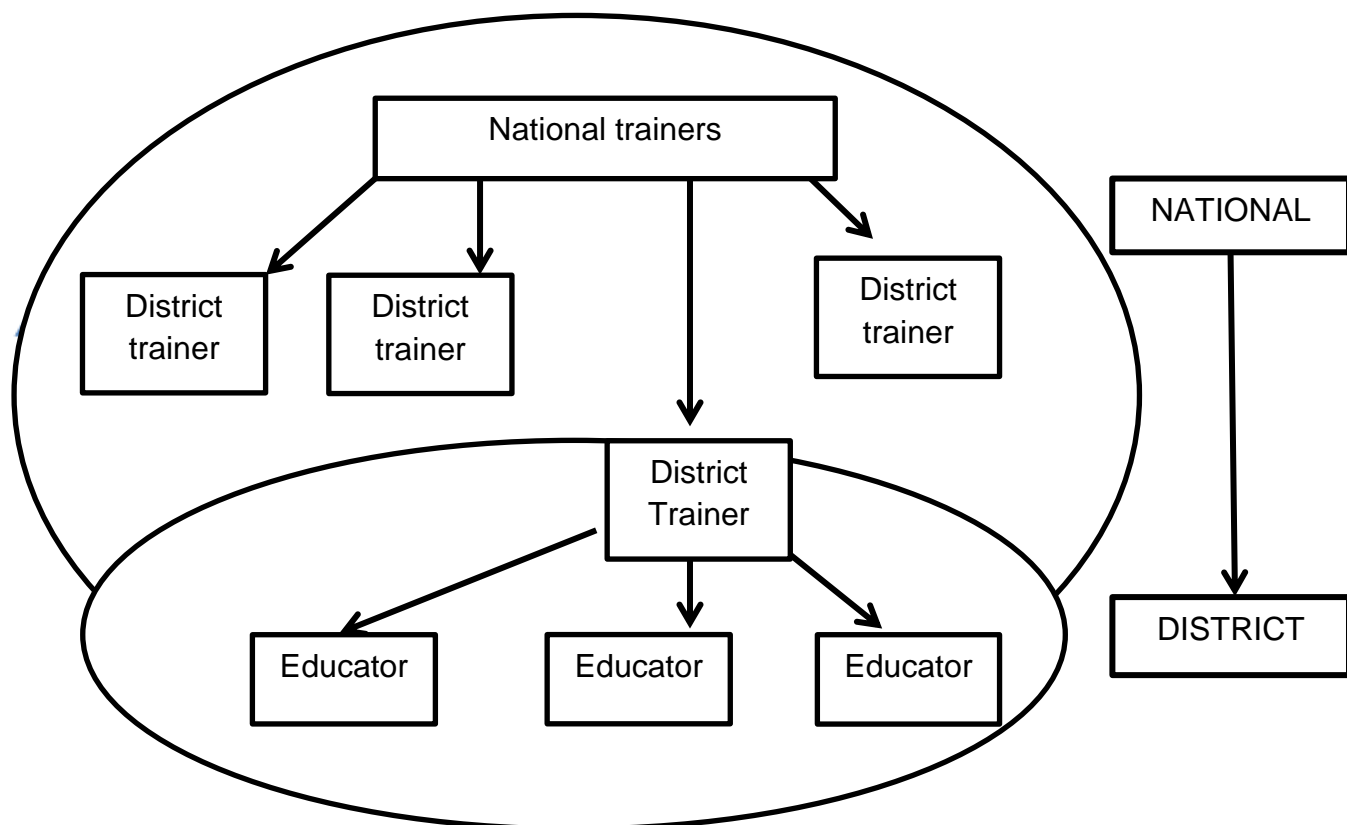 National trainers
NATIONAL
District
trainer
District
trainer
District
trainer
District
Trainer
DISTRICT
Educator
Educator
Educator